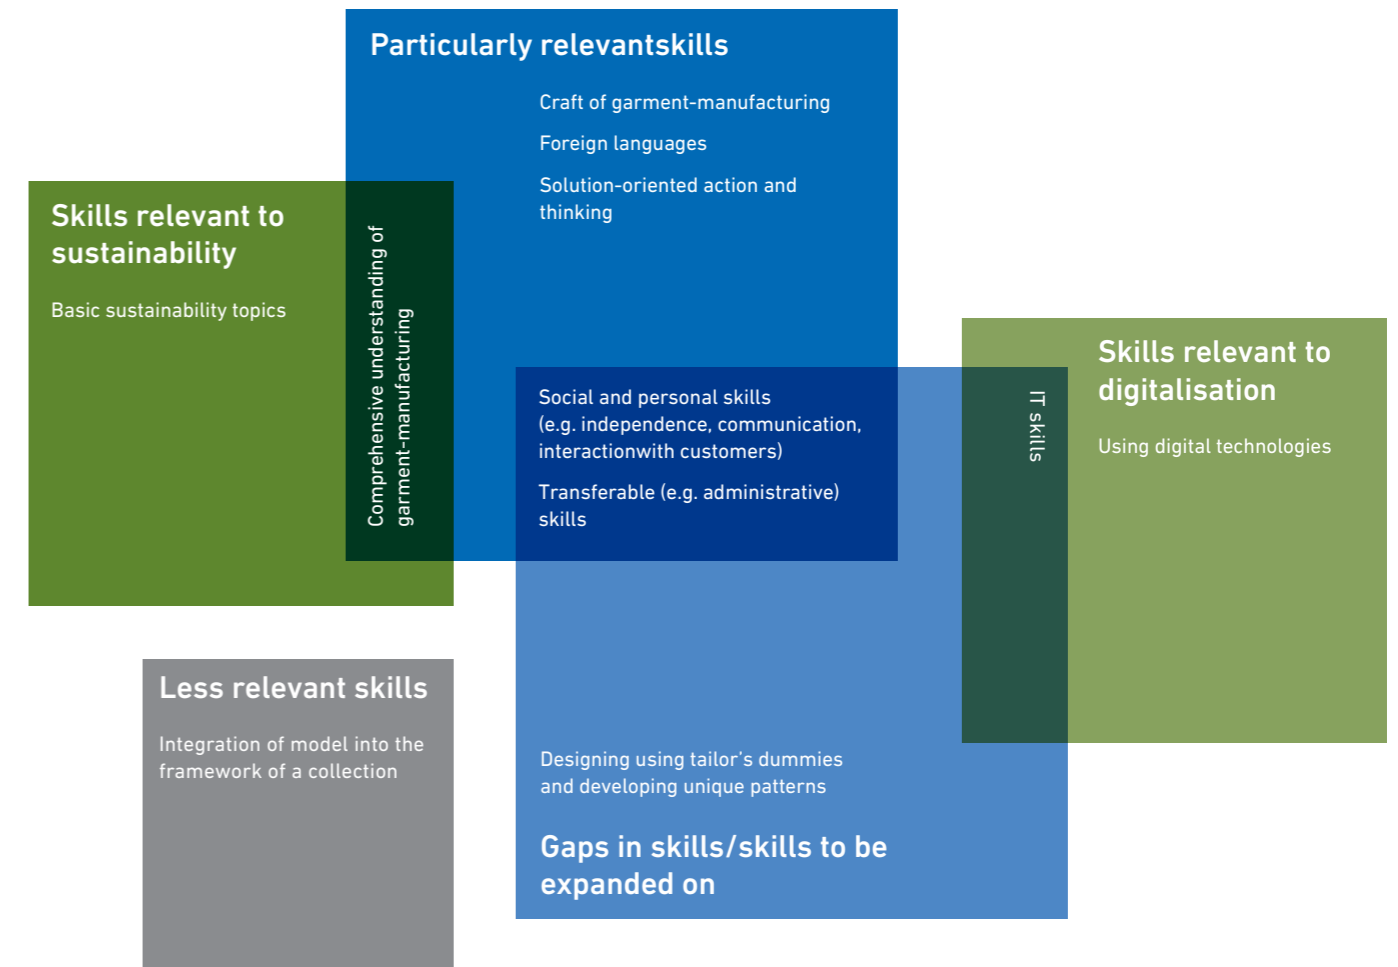 Particularly relevantskills
Craft of garment-manufacturing
Foreign languages
Solution-oriented action and
thinking
Skills relevant to
sustainability
Basic sustainability topics
Comprehensive understanding of
garment-manufacturing
Social and personal skills
(e.g. independence, communication,
interactionwith customers)
Transferable (e.g. administrative)
skills
IT skills
Skills relevant to
digitalisation
Using digital technologies
Less relevant skills
Integration of model into the
framework of a collection
Designing using tailor's dummies
and developing unique patterns
Gaps in skills/skills to be
expanded on